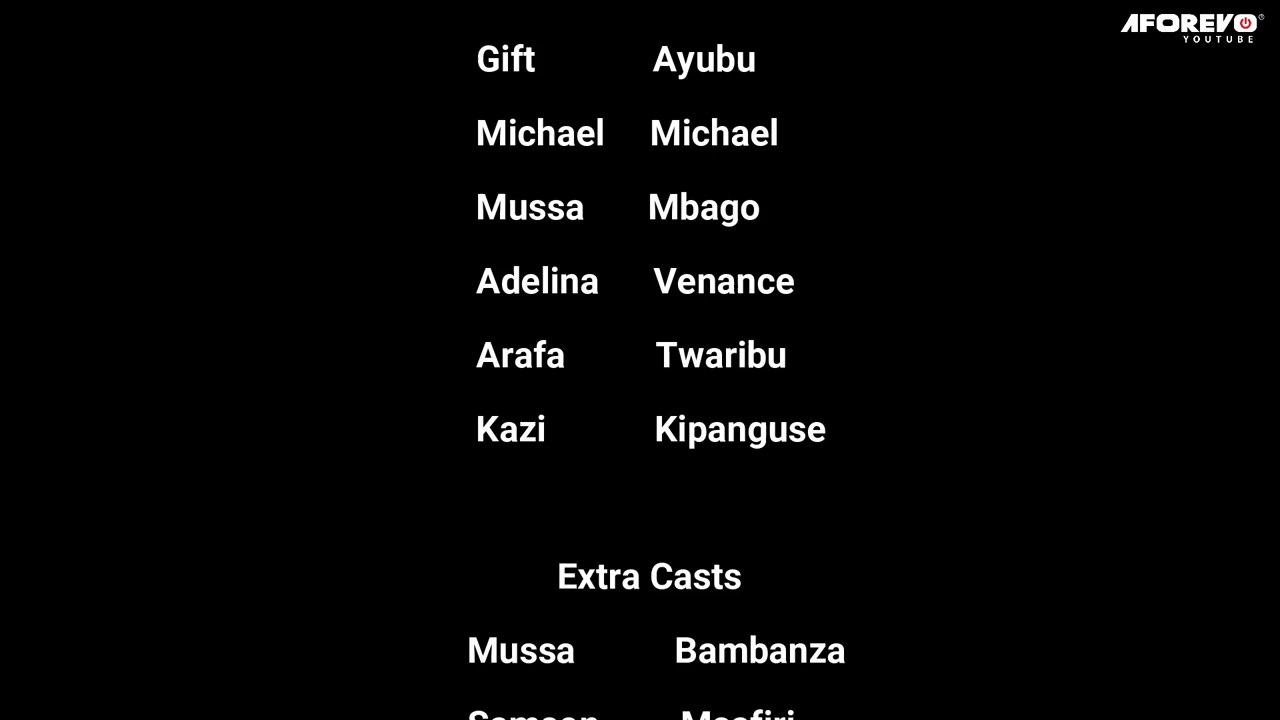 AFOREVO
YOUTUBE
Gift Ayubu
Michael Michael
Mussa Mbago
Adelina Venance
Arafa Twaribu
Kazi Kipanguse
Extra Casts
Mussa Bambanza